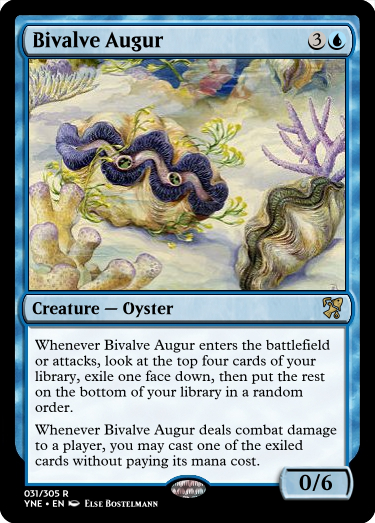 Bivalve Augur 3
Creature — Oyster
Whenever Bivalve Augur enters the battlefield
or attacks, look at the top four cards of your
library, exile one face down, then put the rest
on the bottom of your library in a random
order.
Whenever Bivalve Augur deals combat damage
to a player, you may cast one of the exiled
cards without paying its mana cost.
0/6
031/305 R
YNE • EN Else Bostelmann